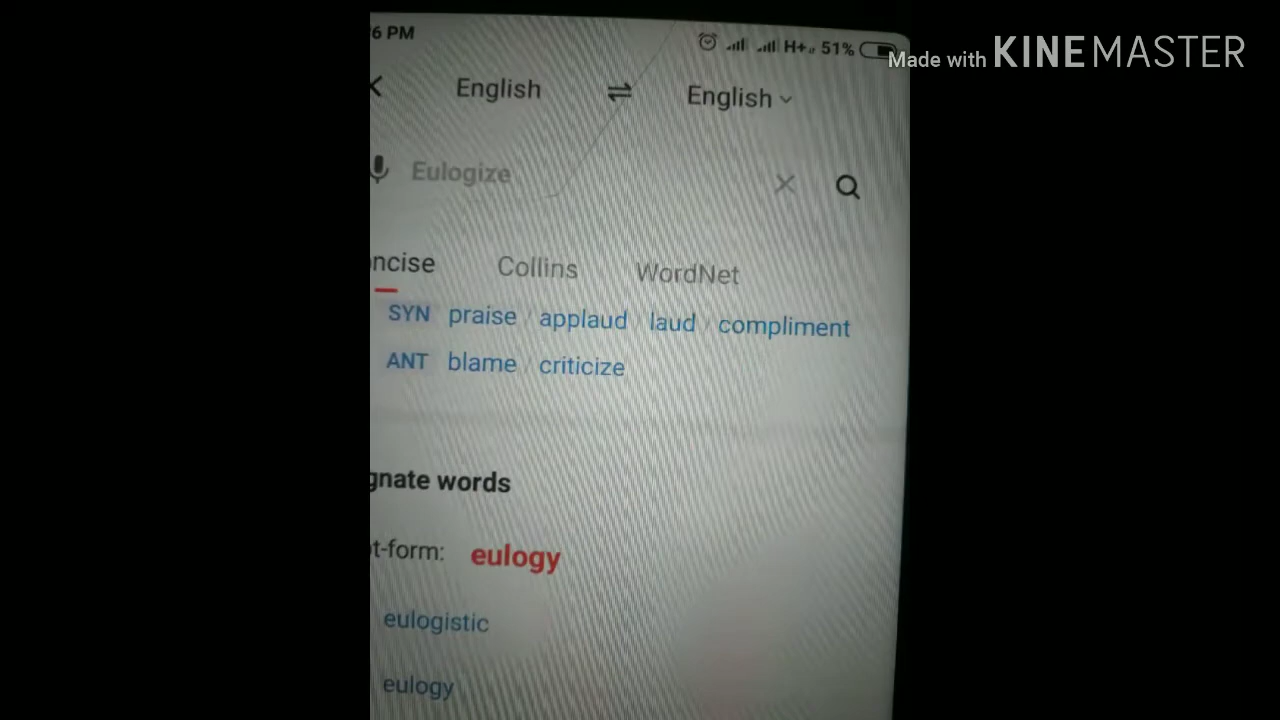 6 PM H+ 51%
Made with KINEMASTER
English English
Eulogize
ncise Collins WordNet
SYN praise / applaud / laud / compliment
ANT blame / criticize
gnate words
t-form: eulogy
eulogistic
eulogy